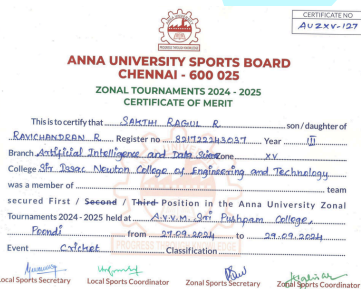 CERTIFICATE NO
AUZXV-127
PROGRESS THROUGH KNOWLEDGE
ANNA UNIVERSITY SPORTS BOARD
CHENNAI - 600 025
ZONAL TOURNAMENTS 2024 - 2025
CERTIFICATE OF MERIT
This is to certify that SAKTHI RAGUL R. son / daughter of
RAVICHANDRAN R. Register no 821722243037 Year III
Branch Artificial Intelligence and Data Science Zone XV
College Sir Issac Newton College of Engineering and Technology
was a member of team
secured First / Second / Third Position in the Anna University Zonal
Tournaments 2024 - 2025 held at A.V.V.M. Sri Pushpam College,
Poondi from 27.09.2024 to 29.09.2024
Event Cricket Classification
Local Sports Secretary Local Sports Coordinator Zonal Sports Secretary Zonal Sports Coordinator